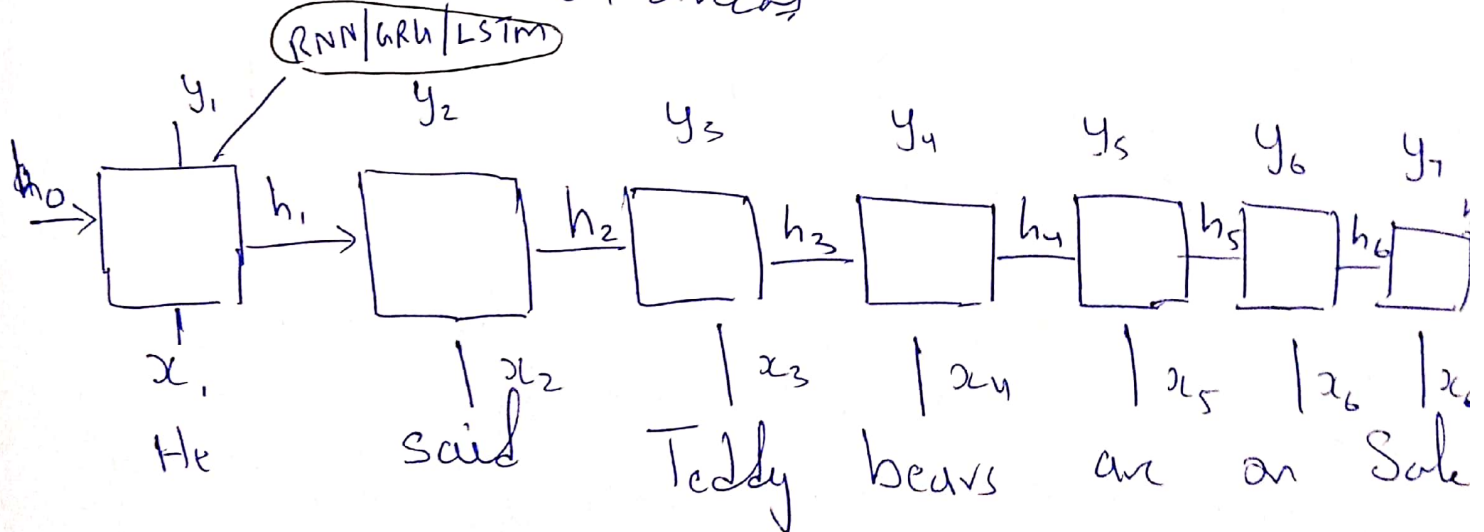 RNN/GRU/LSTM
y₁ y₂ y₃ y₄ y₅ y₆ y₇
h₀ h₁ h₂ h₃ h₄ h₅ h₆
x₁ x₂ x₃ x₄ x₅ x₆
He said Teddy bears are on Sale